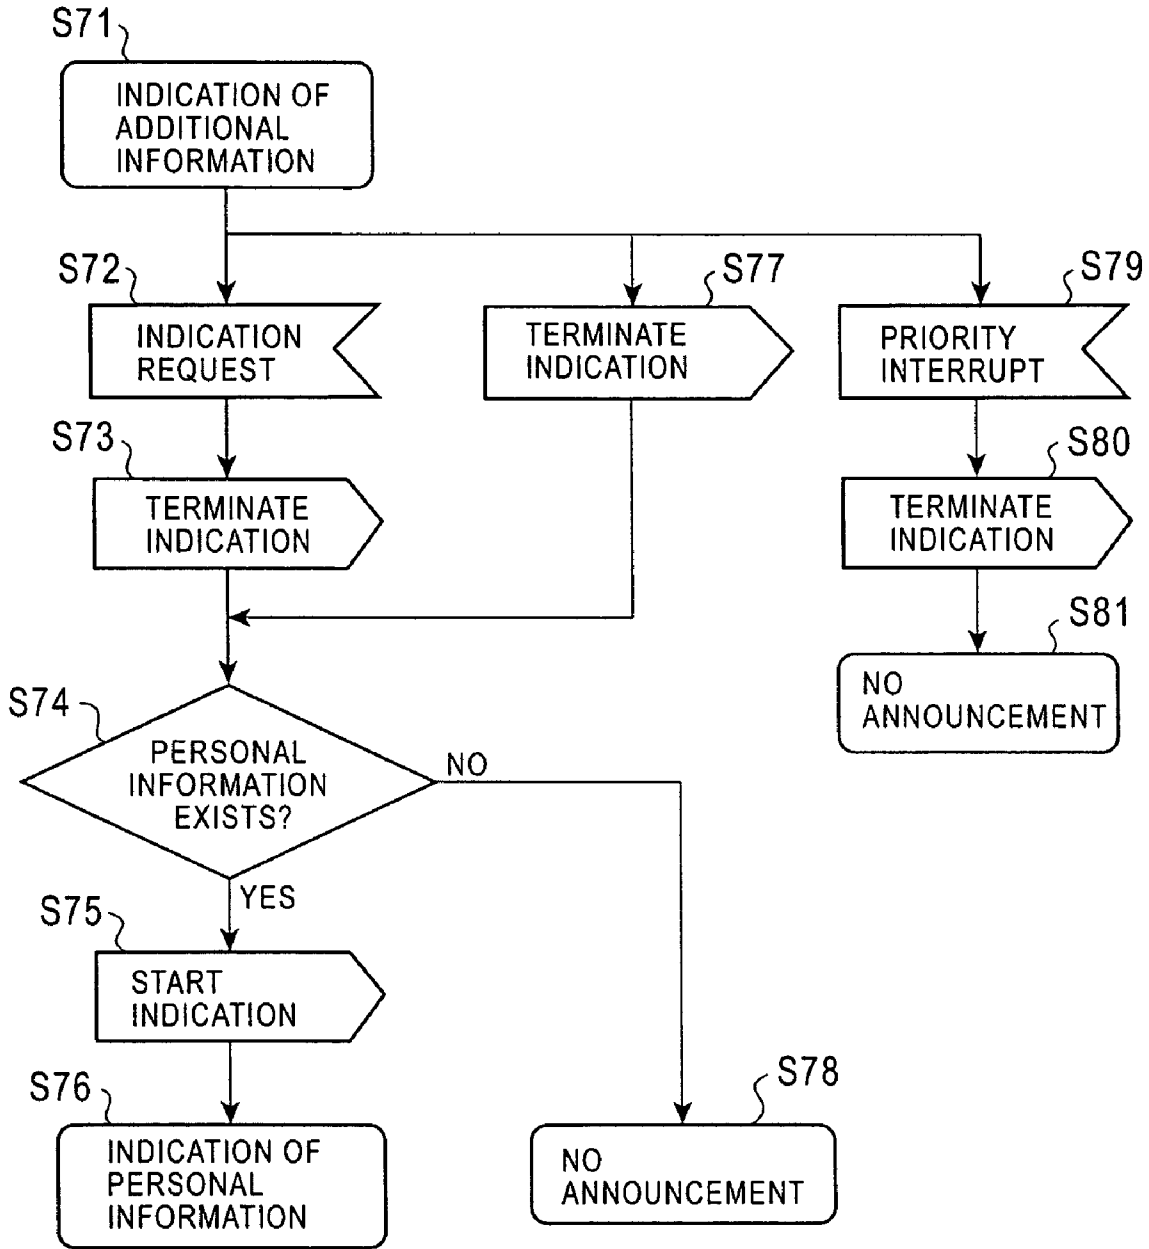 S71
INDICATION OF
ADDITIONAL
INFORMATION
S72
INDICATION
REQUEST
S77
TERMINATE
INDICATION
S79
PRIORITY
INTERRUPT
S73
TERMINATE
INDICATION
S80
TERMINATE
INDICATION
S81
NO
ANNOUNCEMENT
S74
PERSONAL
INFORMATION
EXISTS?
NO
YES
S75
START
INDICATION
S76
INDICATION OF
PERSONAL
INFORMATION
S78
NO
ANNOUNCEMENT